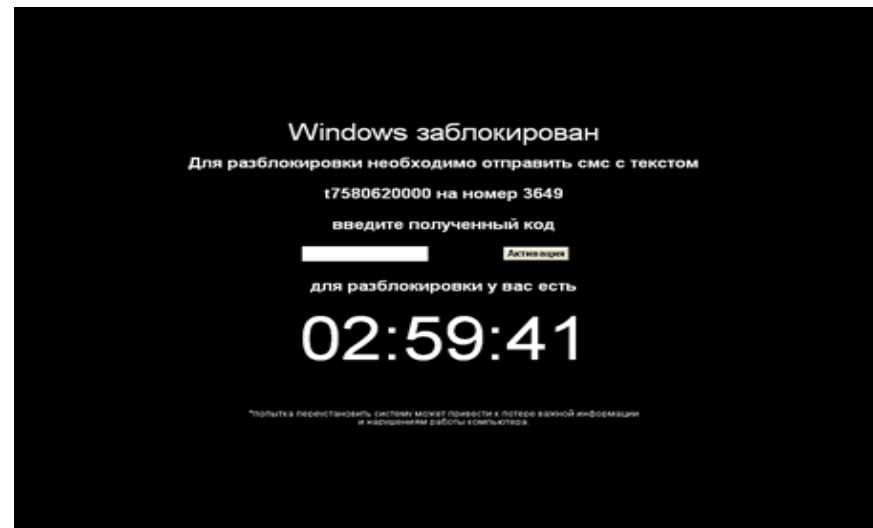 Windows заблокирован
Для разблокировки необходимо отправить смс с текстом
t7580620000 на номер 3649
введите полученный код
Активация
для разблокировки у вас есть
02:59:41
*попытка переустановить систему может привести к потере важной информации
и нарушениям работы компьютера.